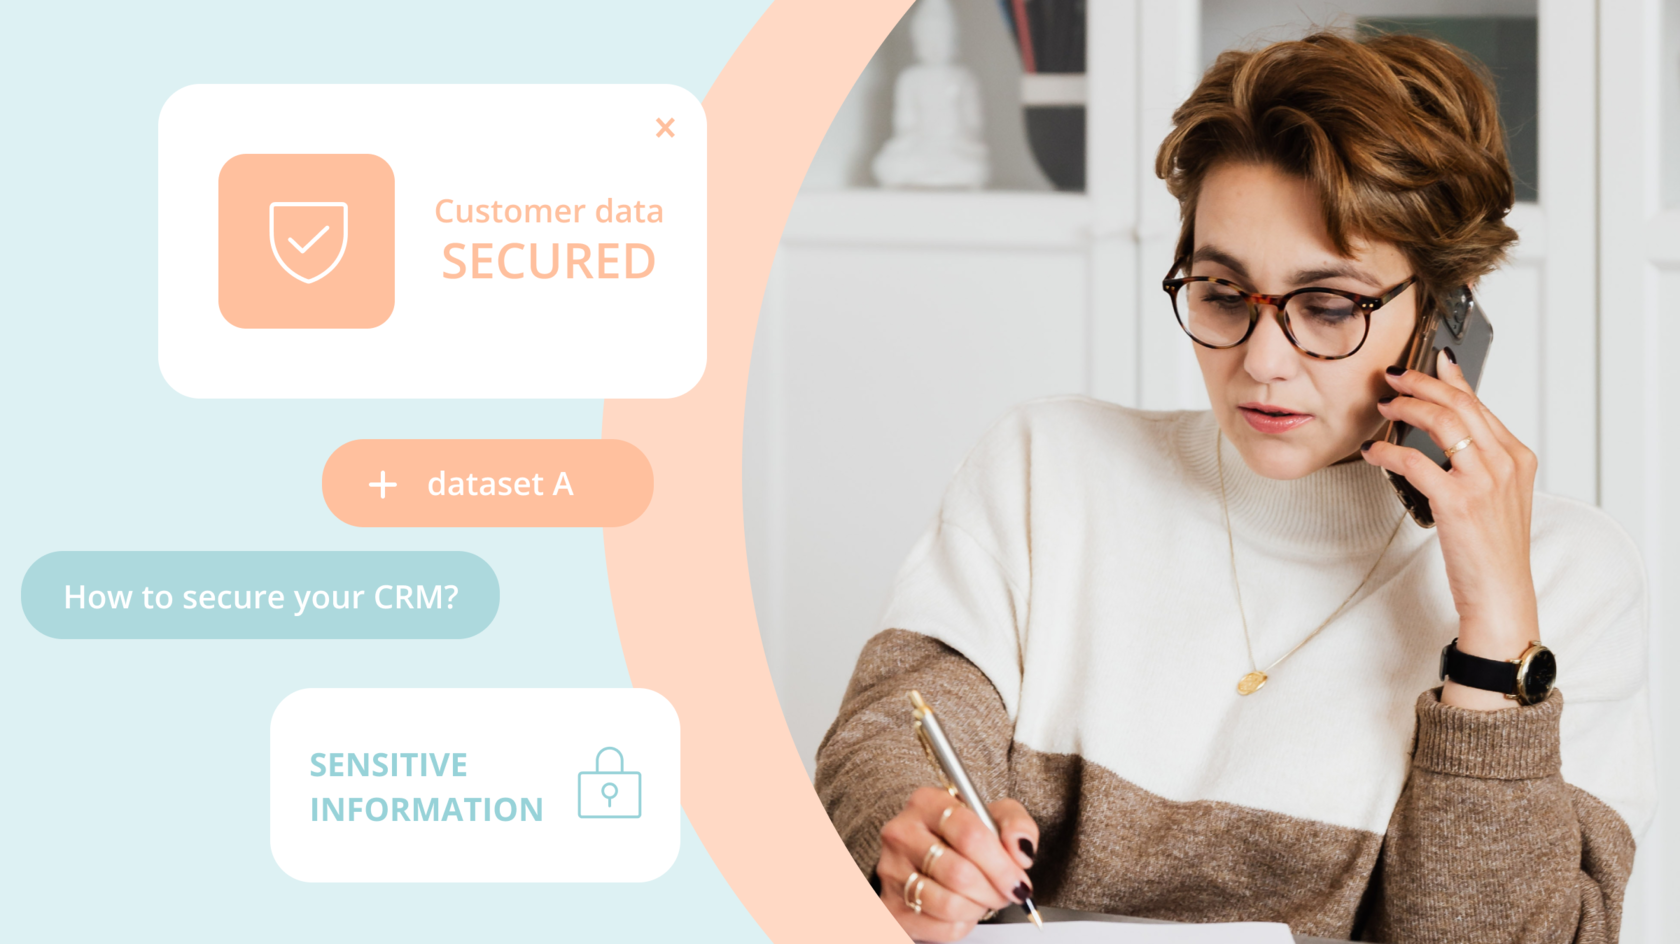 Customer data
SECURED
dataset A
How to secure your CRM?
SENSITIVE
INFORMATION